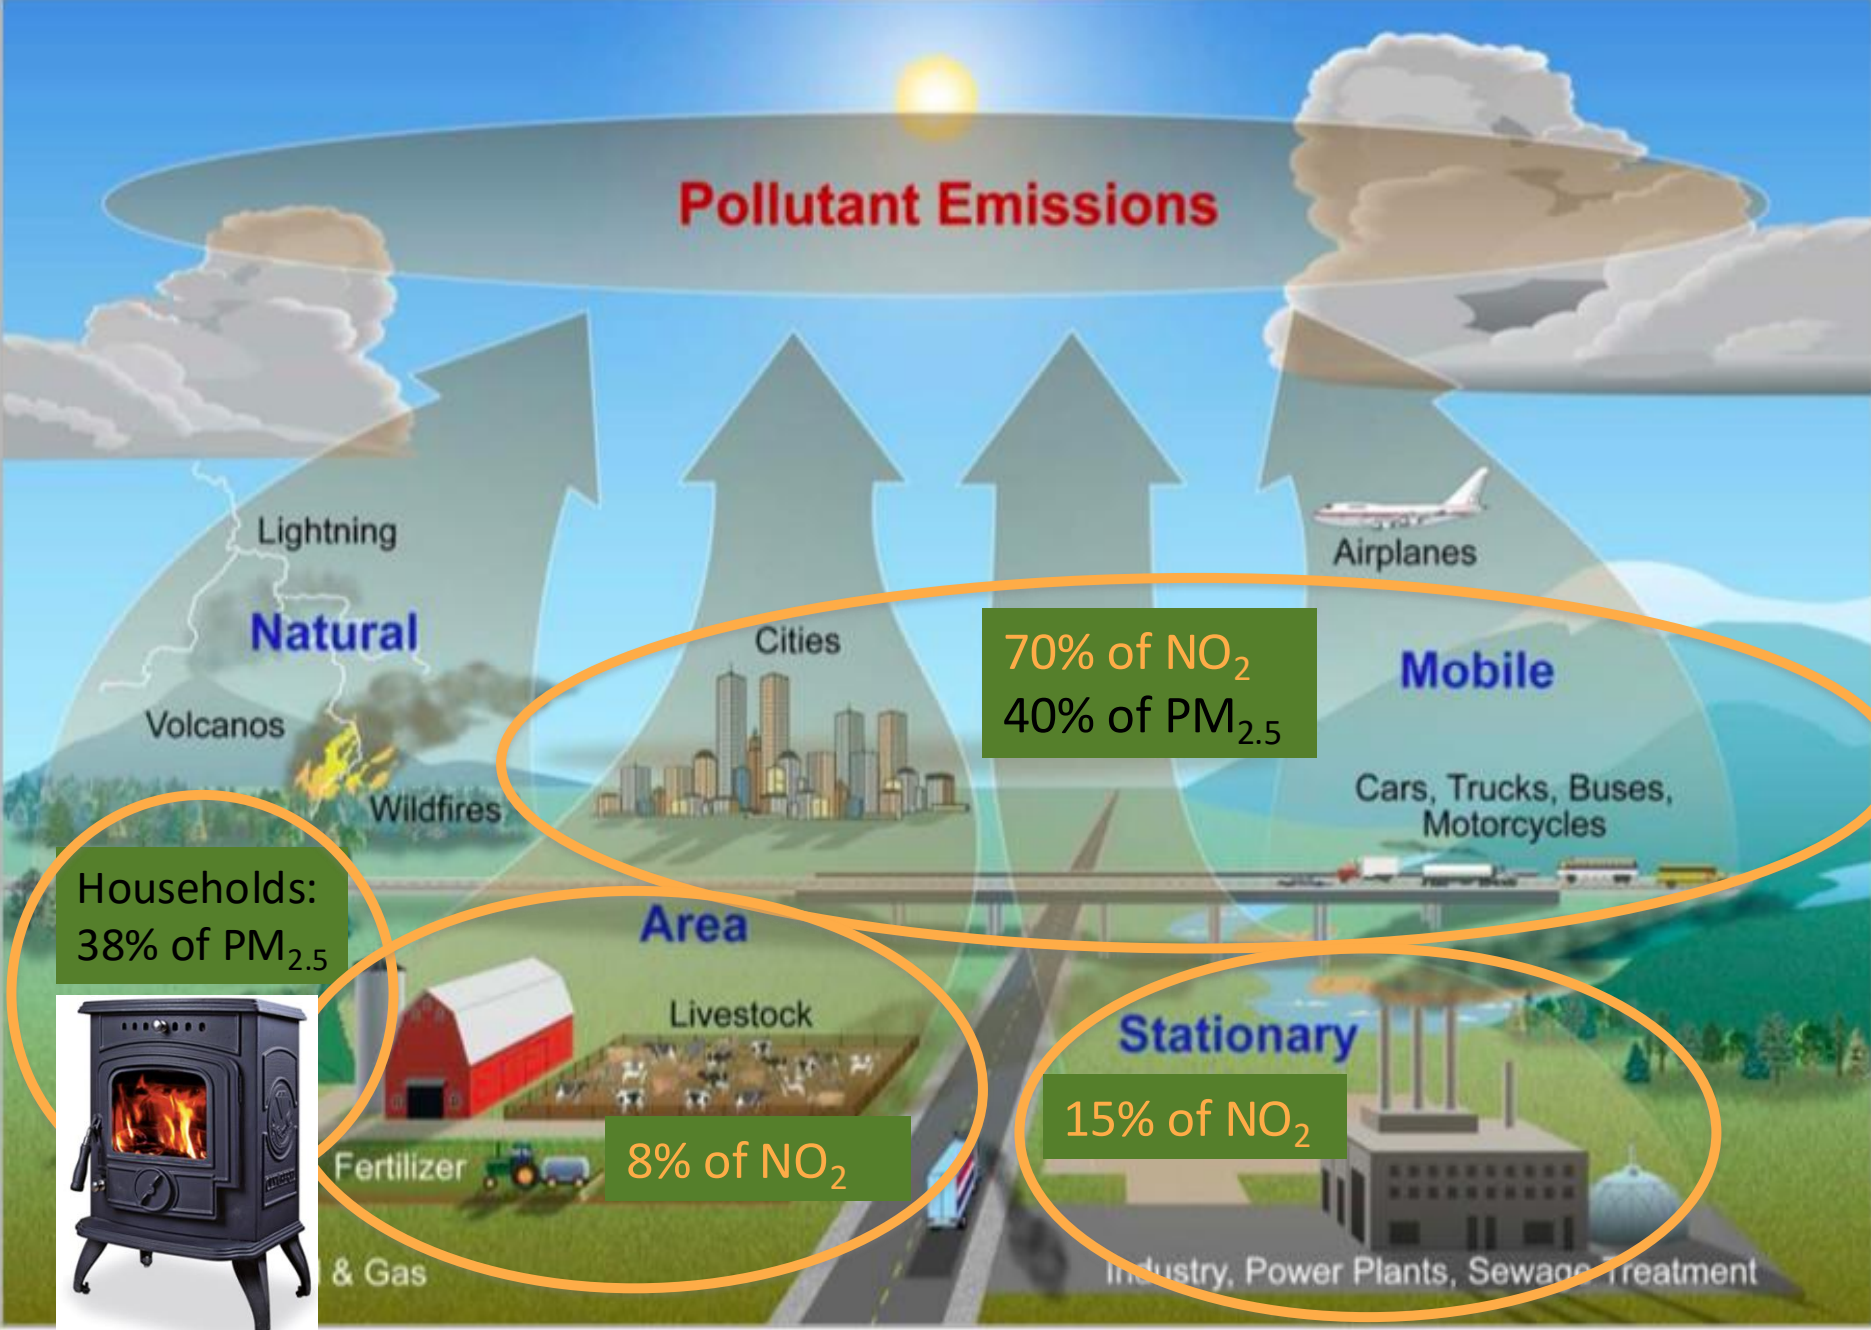 Pollutant Emissions
Lightning
Airplanes
Natural
Cities
70% of NO₂
40% of PM₂.₅
Mobile
Volcanos
Wildfires
Cars, Trucks, Buses,
Motorcycles
Households:
38% of PM₂.₅
Area
Livestock
Stationary
15% of NO₂
Fertilizer
8% of NO₂
& Gas
Industry, Power Plants, Sewage Treatment